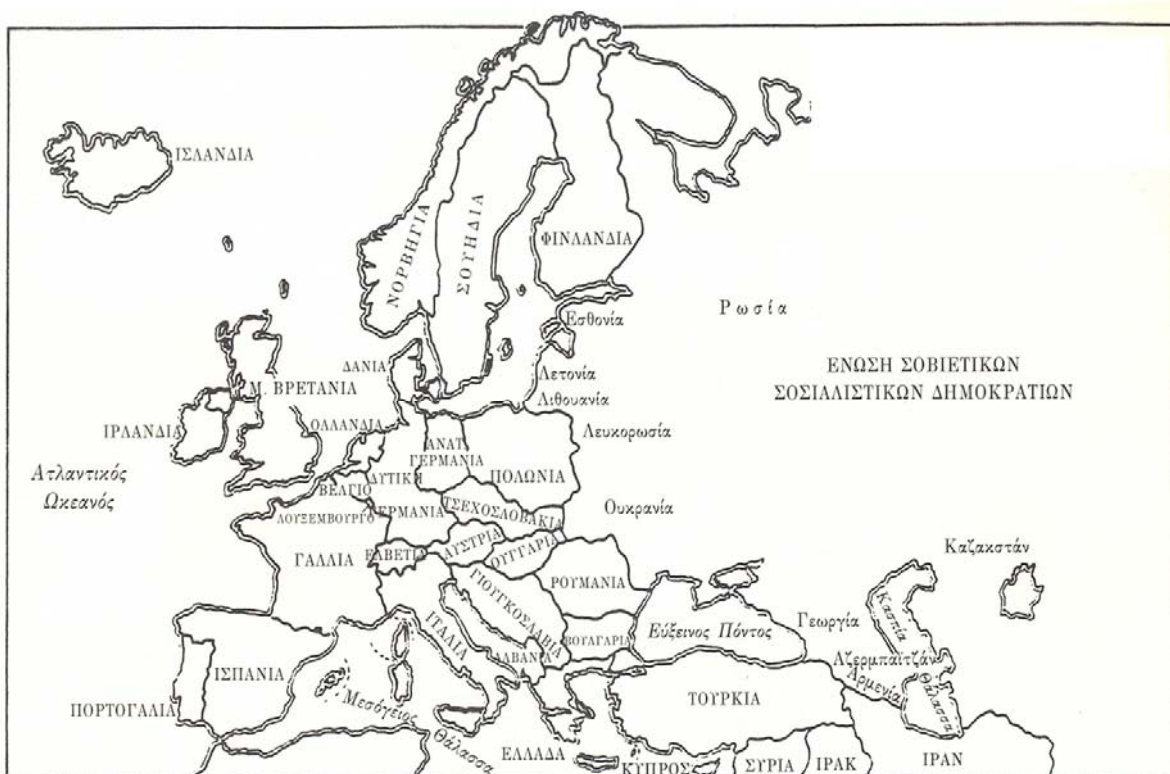 ΙΣΛΑΝΔΙΑ
ΝΟΡΒΗΓΙΑ
ΣΟΥΗΔΙΑ
ΦΙΝΛΑΝΔΙΑ
Ρωσία
Εσθονία
ΕΝΩΣΗ ΣΟΒΙΕΤΙΚΩΝ
ΣΟΣΙΑΛΙΣΤΙΚΩΝ ΔΗΜΟΚΡΑΤΙΩΝ
ΔΑΝΙΑ
Λετονία
Μ. ΒΡΕΤΑΝΙΑ
Λιθουανία
ΙΡΛΑΝΔΙΑ
ΟΛΛΑΝΔΙΑ
Λευκορωσία
ΑΝΑΤ.
ΓΕΡΜΑΝΙΑ
Ατλαντικός
Ωκεανός
ΠΟΛΩΝΙΑ
ΔΥΤΙΚΗ
ΓΕΡΜΑΝΙΑ
ΒΕΛΓΙΟ
ΛΟΥΞΕΜΒΟΥΡΓΟ
ΤΣΕΧΟΣΛΟΒΑΚΙΑ
Ουκρανία
ΓΑΛΛΙΑ
ΕΛΒΕΤΙΑ
ΑΥΣΤΡΙΑ
ΟΥΓΓΑΡΙΑ
Καζακστάν
ΡΟΥΜΑΝΙΑ
ΓΙΟΥΓΚΟΣΛΑΒΙΑ
ΙΤΑΛΙΑ
ΒΟΥΛΓΑΡΙΑ
Εύξεινος Πόντος
Γεωργία
Κασπία
Θάλασσα
ΑΛΒΑΝΙΑ
Αζερμπαϊτζάν
Αρμενία
ΙΣΠΑΝΙΑ
ΠΟΡΤΟΓΑΛΙΑ
Μεσόγειος
Θάλασσα
ΤΟΥΡΚΙΑ
ΕΛΛΑΔΑ
ΚΥΠΡΟΣ
ΣΥΡΙΑ
ΙΡΑΚ
ΙΡΑΝ